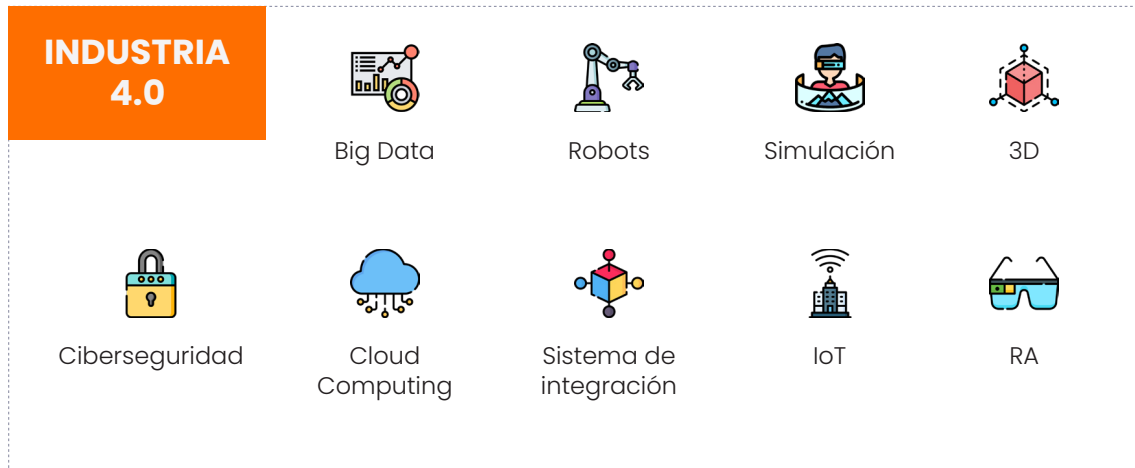 INDUSTRIA
4.0
Big Data
Robots
Simulación
3D
Ciberseguridad
Cloud
Computing
Sistema de
integración
IoT
RA